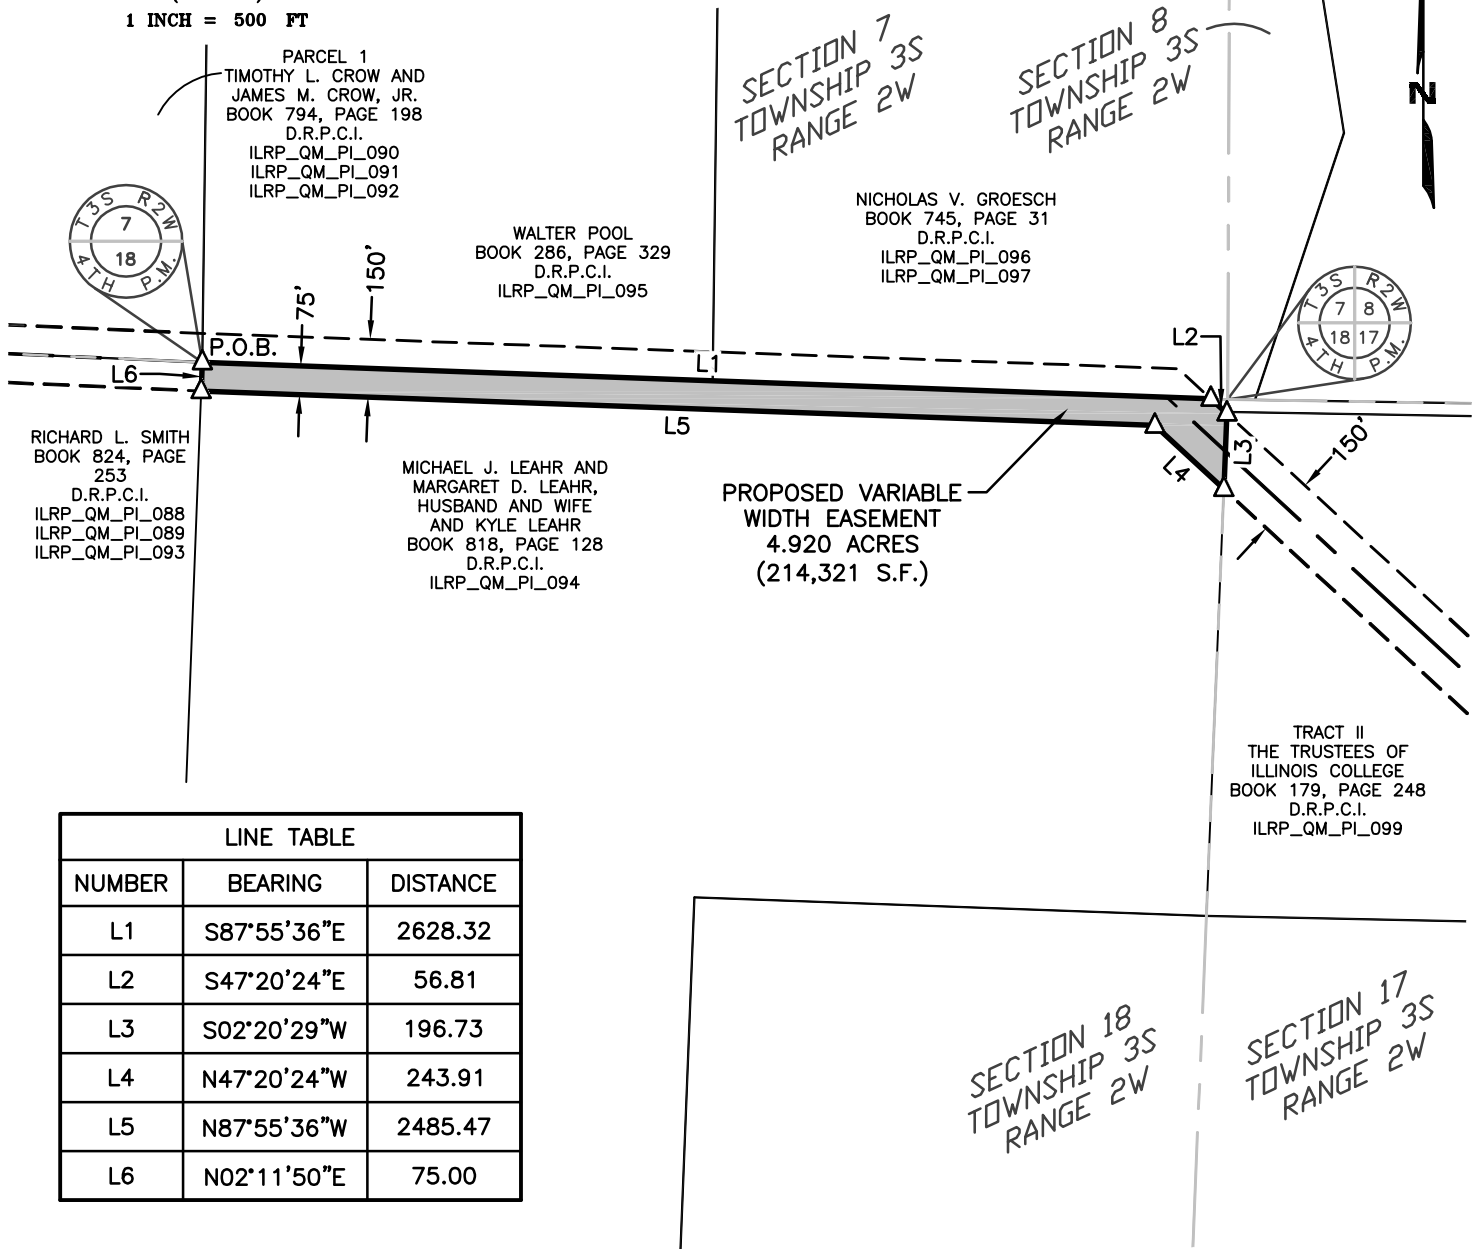 1 INCH = 500 FT
PARCEL 1
TIMOTHY L. CROW AND
JAMES M. CROW, JR.
BOOK 794, PAGE 198
D.R.P.C.I.
ILRP_QM_PI_090
ILRP_QM_PI_091
ILRP_QM_PI_092
SECTION 7
TOWNSHIP 3S
RANGE 2W
SECTION 8
TOWNSHIP 3S
RANGE 2W
N
T3S R2W
7
18
4TH P.M.
WALTER POOL
BOOK 286, PAGE 329
D.R.P.C.I.
ILRP_QM_PI_095
NICHOLAS V. GROESCH
BOOK 745, PAGE 31
D.R.P.C.I.
ILRP_QM_PI_096
ILRP_QM_PI_097
T3S R2W
7 8
18 17
4TH P.M.
75'
150'
P.O.B.
L1
L2
L6
L5
L4
L3
150'
RICHARD L. SMITH
BOOK 824, PAGE
253
D.R.P.C.I.
ILRP_QM_PI_088
ILRP_QM_PI_089
ILRP_QM_PI_093
MICHAEL J. LEAHR AND
MARGARET D. LEAHR,
HUSBAND AND WIFE
AND KYLE LEAHR
BOOK 818, PAGE 128
D.R.P.C.I.
ILRP_QM_PI_094
PROPOSED VARIABLE
WIDTH EASEMENT
4.920 ACRES
(214,321 S.F.)
TRACT II
THE TRUSTEES OF
ILLINOIS COLLEGE
BOOK 179, PAGE 248
D.R.P.C.I.
ILRP_QM_PI_099
LINE TABLE
NUMBER BEARING DISTANCE
L1 S87°55'36"E 2628.32
L2 S47°20'24"E 56.81
L3 S02°20'29"W 196.73
L4 N47°20'24"W 243.91
L5 N87°55'36"W 2485.47
L6 N02°11'50"E 75.00
SECTION 18
TOWNSHIP 3S
RANGE 2W
SECTION 17
TOWNSHIP 3S
RANGE 2W